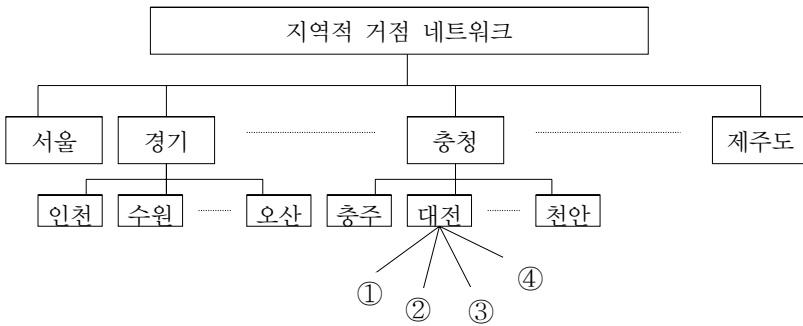 지역적 거점 네트워크
서울 경기 충청 제주도
인천 수원 오산 충주 대전 천안
① ② ③ ④